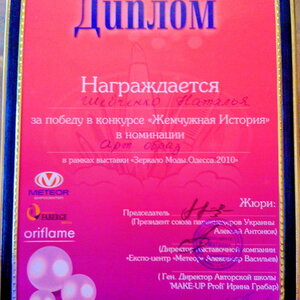 Диплом
Награждается
Шевченко Наталья
за победу в конкурсе «Жемчужная История»
в номинации
Арт образ
в рамках выставки «Зеркало Моды.Одесса.2010»
METEOR
FABERGE
oriflame
Жюри:
Председатель
(Президент союза парикмахеров Украины
Алексей Антонюк)
(Директор выставочной компании
«Експо-центр «Метеор» Александр Васильев)
( Ген. Директор Авторской школы
"MAKE-UP Profi" Ирина Грабар)